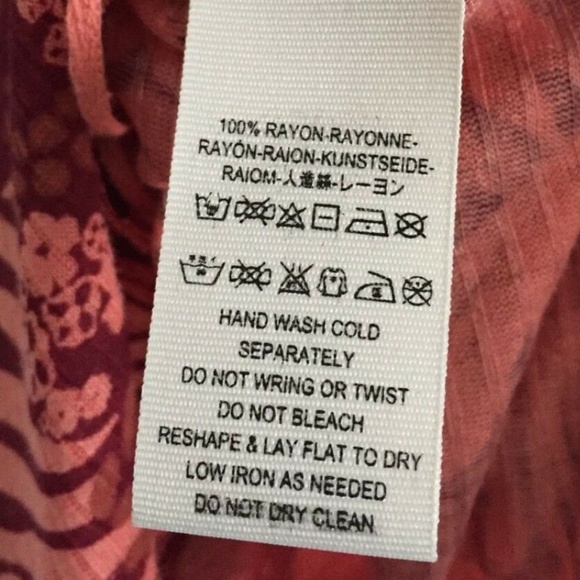 100% RAYON-RAYONNE-
RAYÓN-RAION-KUNSTSEIDE-
RAIOM-人造絲-レーヨン
HAND WASH COLD
SEPARATELY
DO NOT WRING OR TWIST
DO NOT BLEACH
RESHAPE & LAY FLAT TO DRY
LOW IRON AS NEEDED
DO NOT DRY CLEAN